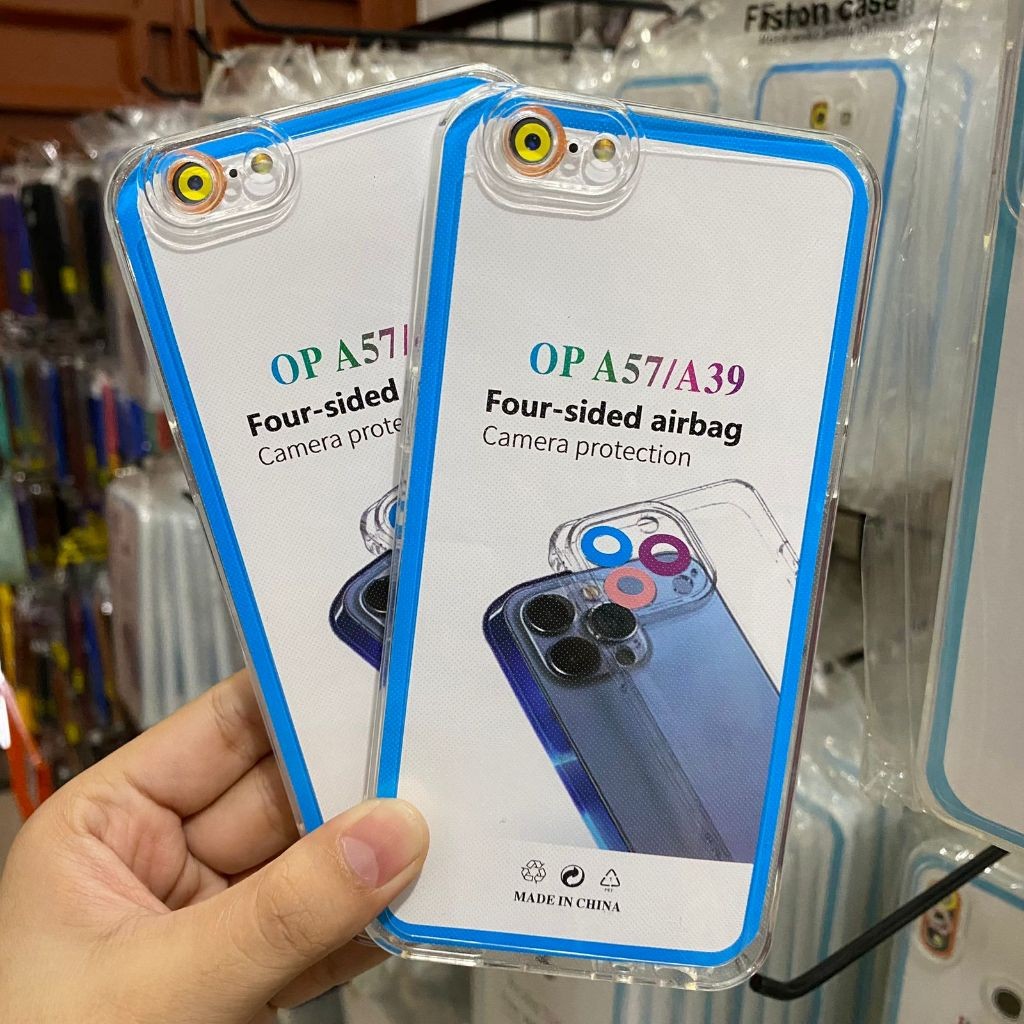 Fiston case
OP A57/
Four-sided
Camera prote
OP A57/A39
Four-sided airbag
Camera protection
PET
MADE IN CHINA